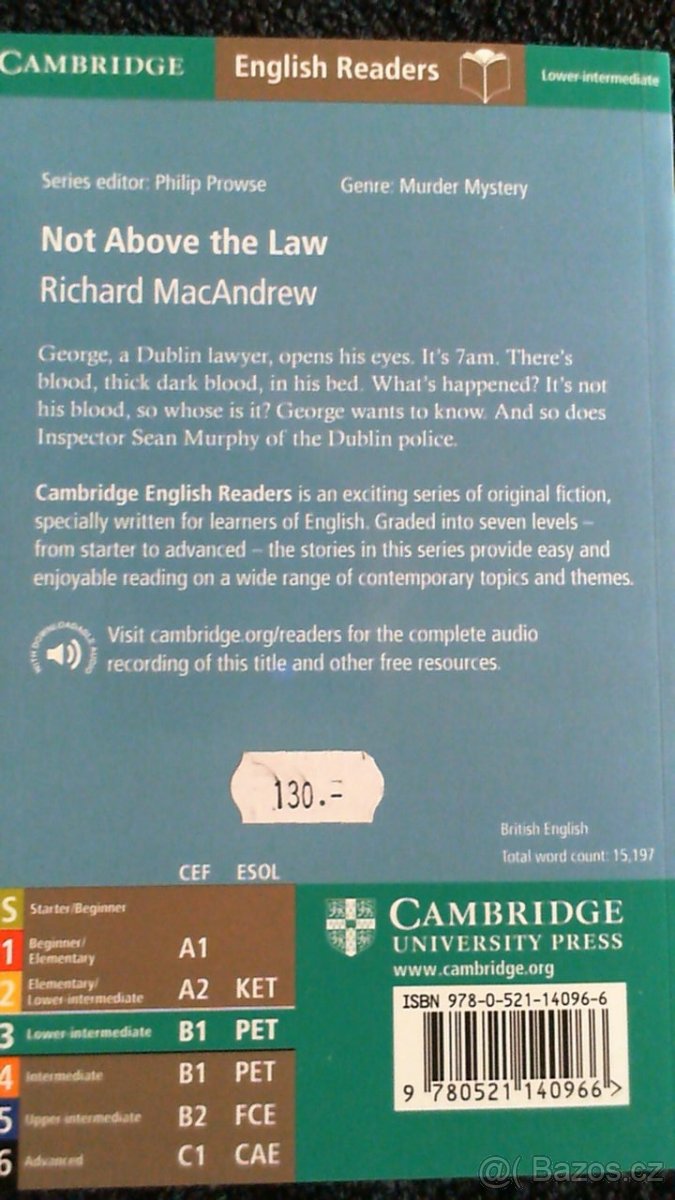 CAMBRIDGE English Readers Lower-intermediate
Series editor: Philip Prowse Genre: Murder Mystery
Not Above the Law
Richard MacAndrew
George, a Dublin lawyer, opens his eyes. It's 7am. There's
blood, thick dark blood, in his bed. What's happened? It's not
his blood, so whose is it? George wants to know. And so does
Inspector Sean Murphy of the Dublin police.
Cambridge English Readers is an exciting series of original fiction,
specially written for learners of English. Graded into seven levels –
from starter to advanced – the stories in this series provide easy and
enjoyable reading on a wide range of contemporary topics and themes.
WITH DOWNLOADABLE AUDIO
Visit cambridge.org/readers for the complete audio
recording of this title and other free resources.
130.-
British English
Total word count: 15,197
CEF ESOL
S Starter/Beginner
1 Beginner/
Elementary A1
2 Elementary/
Lower-intermediate A2 KET
3 Lower-intermediate B1 PET
4 Intermediate B1 PET
5 Upper-intermediate B2 FCE
6 Advanced C1 CAE
CAMBRIDGE
UNIVERSITY PRESS
www.cambridge.org
ISBN 978-0-521-14096-6
9 780521 140966 >
@( Bazos.cz